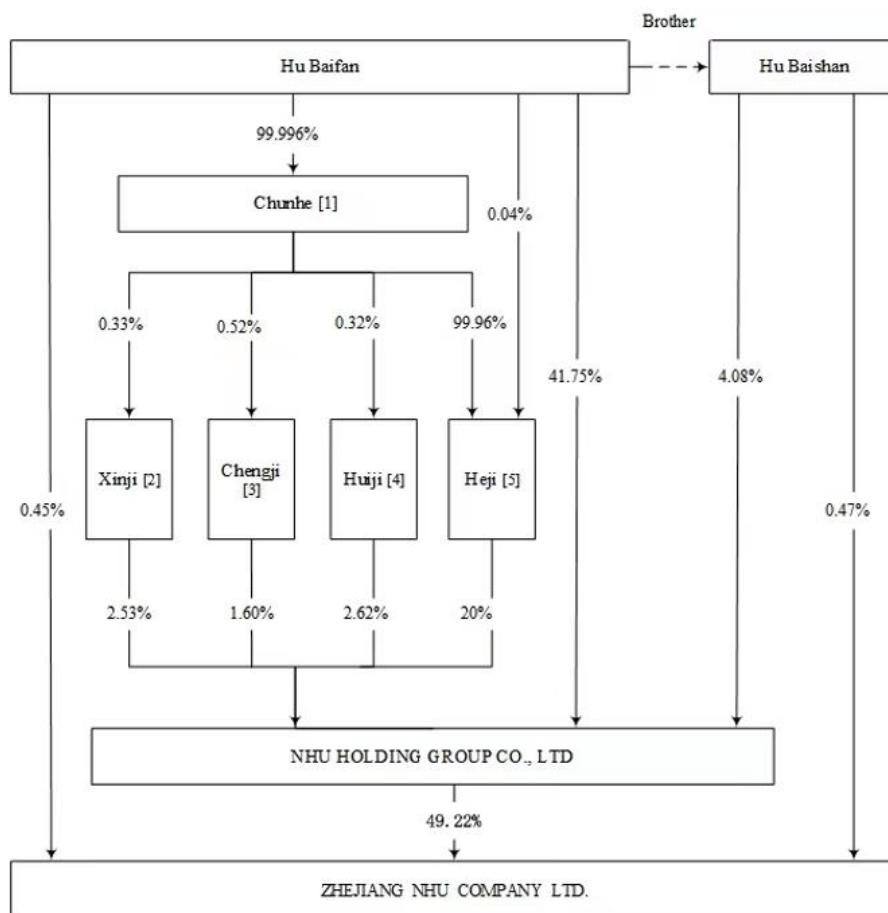 Brother
Hu Baifan
Hu Baishan
99.996%
Chunhe [1]
0.04%
0.33%
0.52%
0.32%
99.96%
41.75%
4.08%
Xinji [2]
Chengji
[3]
Huiji [4]
Heji [5]
0.45%
0.47%
2.53%
1.60%
2.62%
20%
NHU HOLDING GROUP CO., LTD
49.22%
ZHEJIANG NHU COMPANY LTD.